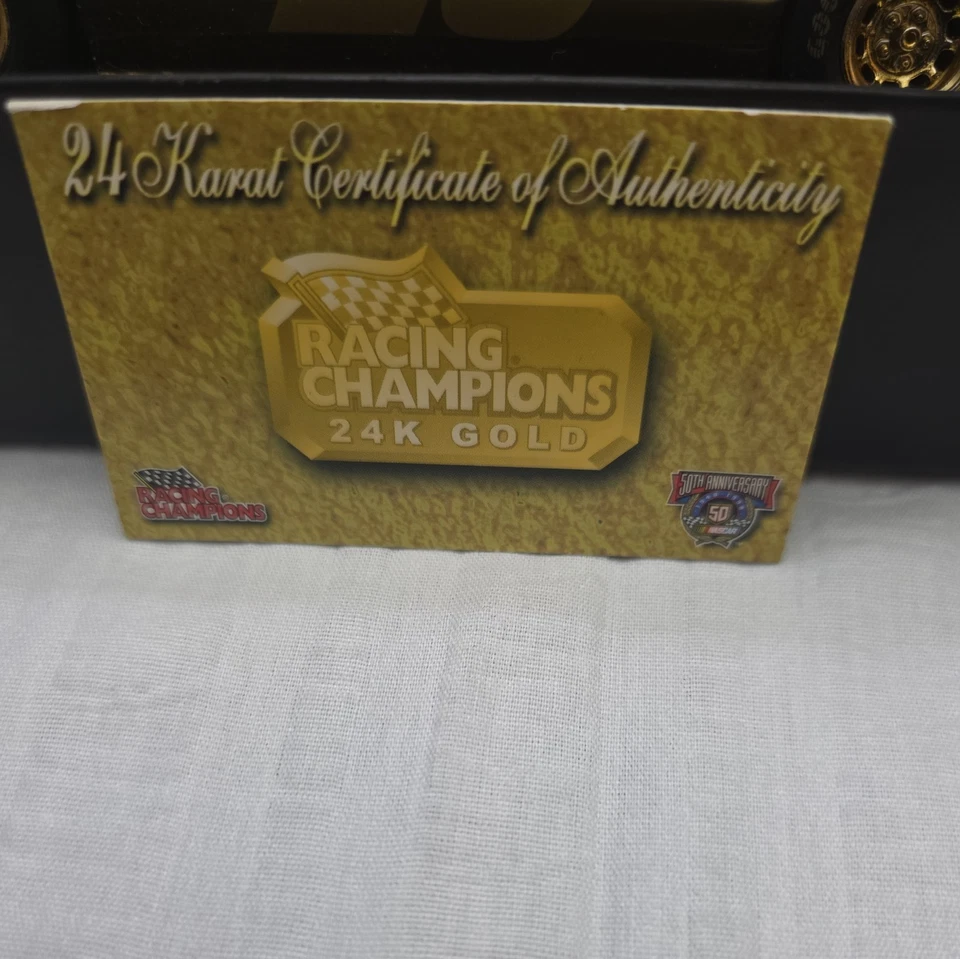 24 Karat Certificate of Authenticity
RACING
CHAMPIONS
24K GOLD
RACING
CHAMPIONS
50TH ANNIVERSARY
50
NASCAR